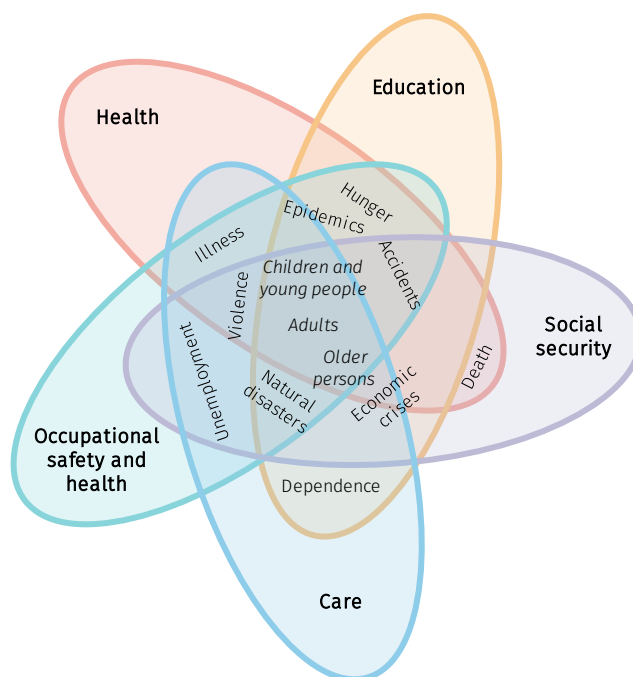 Education
Health
Hunger
Epidemics
Illness
Accidents
Children and
young people
Violence
Adults
Social
security
Unemployment
Older
persons
Death
Natural
disasters
Economic
crises
Occupational
safety and
health
Dependence
Care